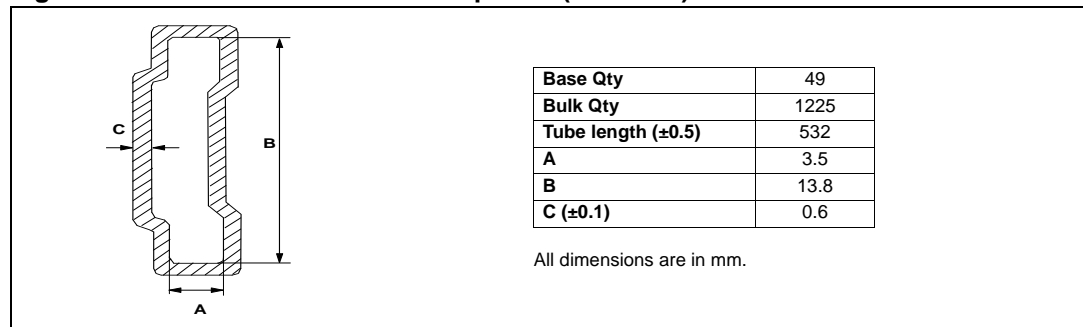 C
B
A
Base Qty 49
Bulk Qty 1225
Tube length (±0.5) 532
A 3.5
B 13.8
C (±0.1) 0.6
All dimensions are in mm.